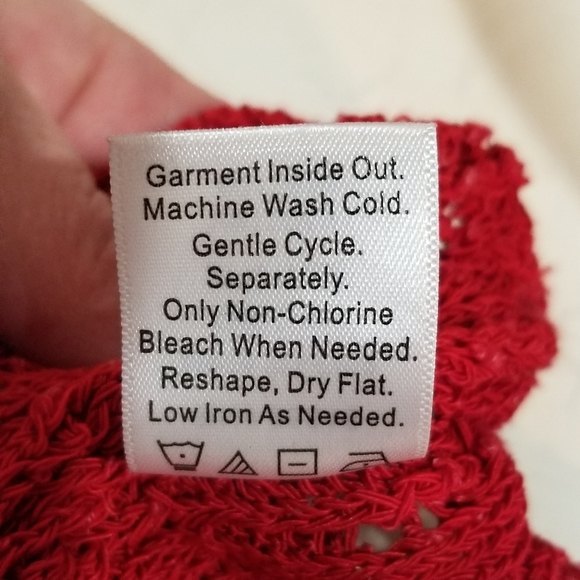 Garment Inside Out.
Machine Wash Cold.
Gentle Cycle.
Separately.
Only Non-Chlorine
Bleach When Needed.
Reshape, Dry Flat.
Low Iron As Needed.